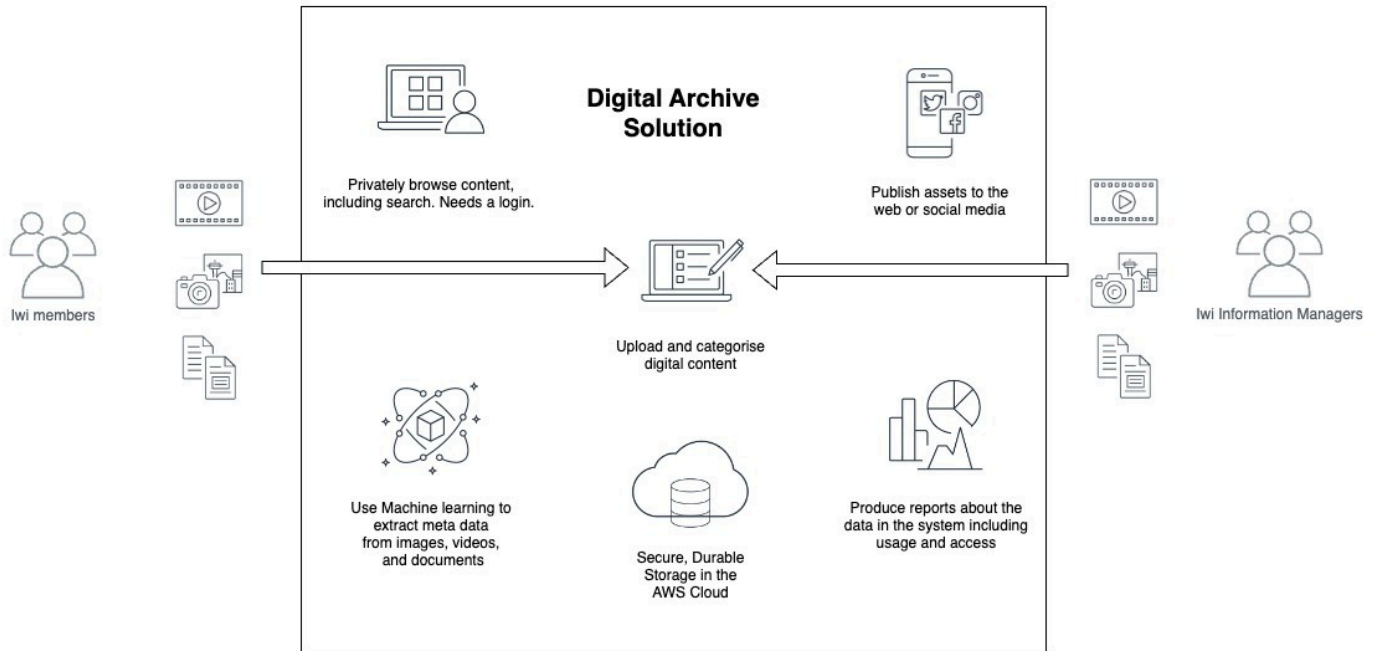 Digital Archive
Solution
Privately browse content,
including search. Needs a login.
Publish assets to the
web or social media
Iwi members
Iwi Information Managers
Upload and categorise
digital content
Use Machine learning to
extract meta data
from images, videos,
and documents
Secure, Durable
Storage in the
AWS Cloud
Produce reports about the
data in the system including
usage and access